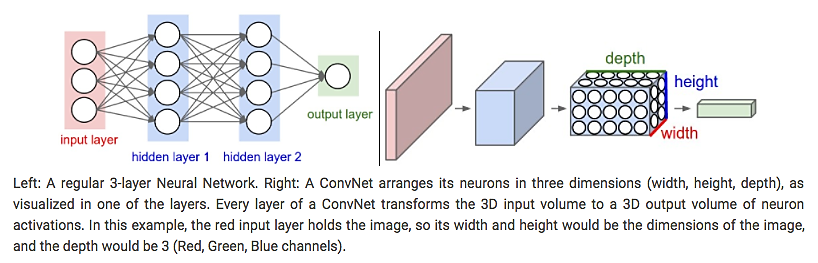 input layer
hidden layer 1
hidden layer 2
output layer
depth
height
width
Left: A regular 3-layer Neural Network. Right: A ConvNet arranges its neurons in three dimensions (width, height, depth), as
visualized in one of the layers. Every layer of a ConvNet transforms the 3D input volume to a 3D output volume of neuron
activations. In this example, the red input layer holds the image, so its width and height would be the dimensions of the image,
and the depth would be 3 (Red, Green, Blue channels).